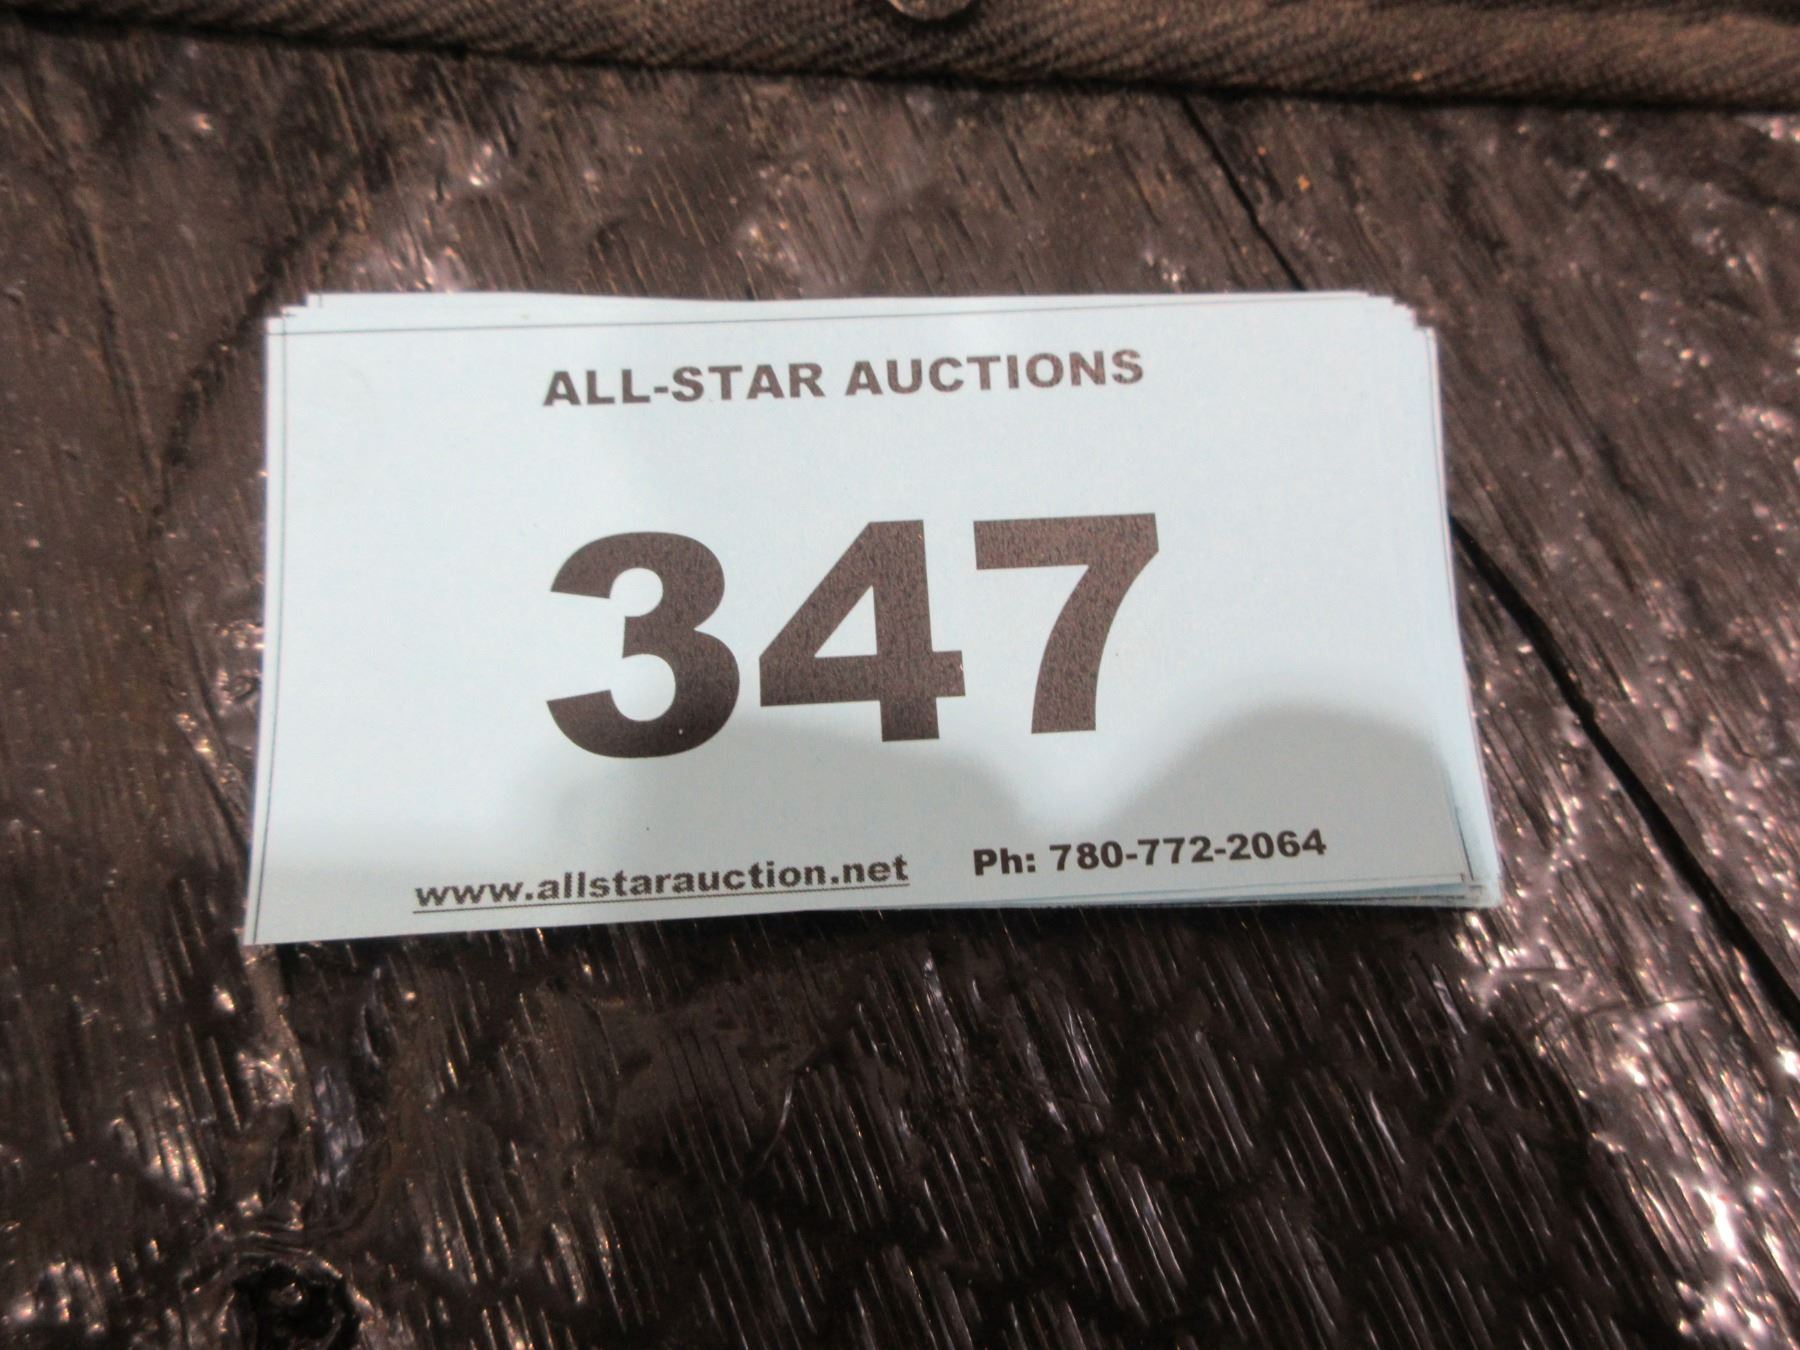 ALL-STAR AUCTIONS
347
www.allstarauction.net Ph: 780-772-2064